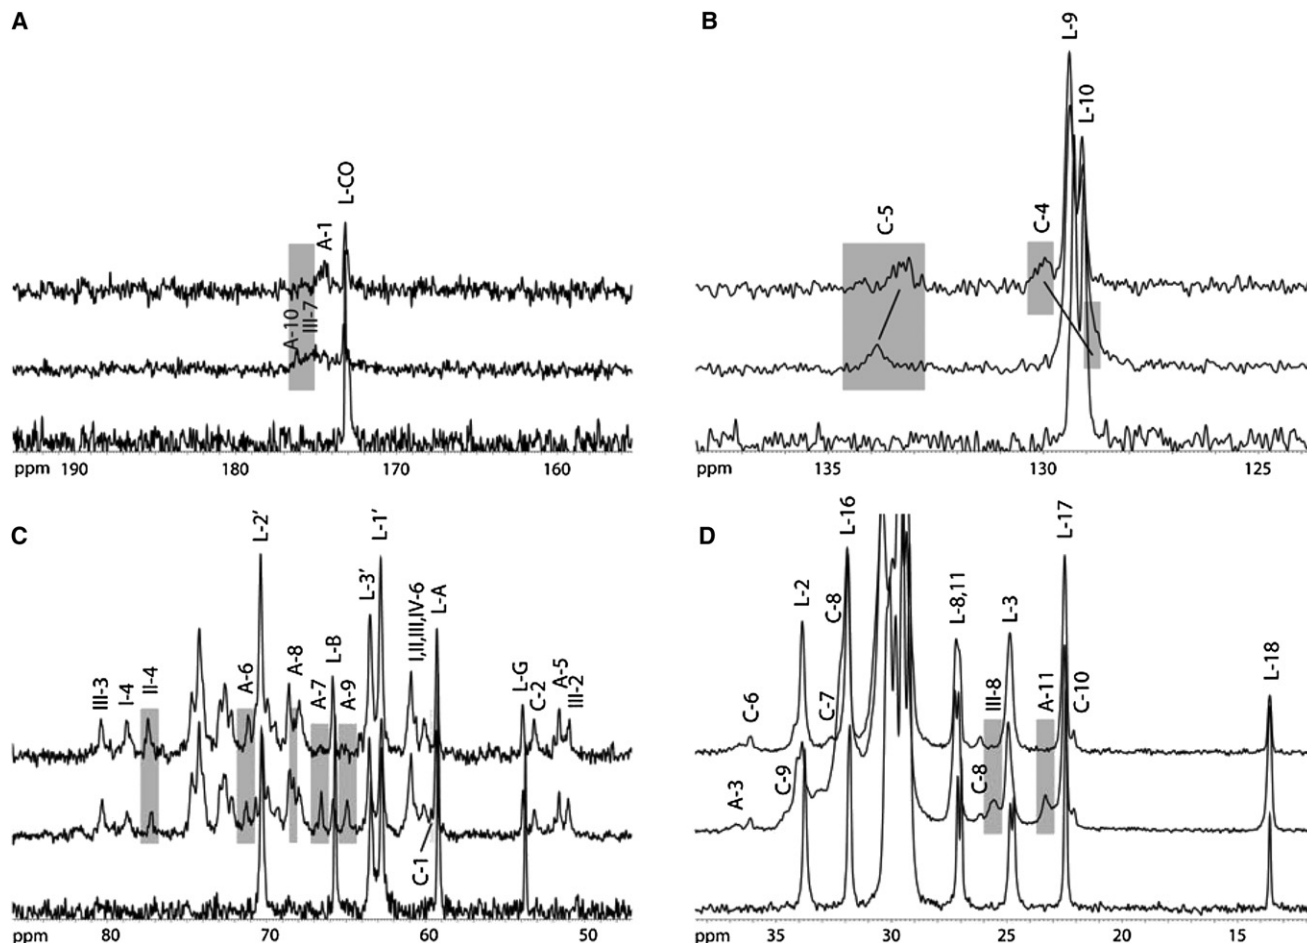 A
L-CO
A-1
A-10
III-7
ppm 190 180 170 160
B
L-9
L-10
C-5
C-4
ppm 135 130 125
C
III-3
I-4
II-4
A-6
L-2'
A-8
A-7
L-B
A-9
L-3'
L-1'
I,II,III,IV-6
L-A
L-G
C-2
A-5
III-2
C-1
ppm 80 70 60 50
D
C-6
L-2
C-7
C-8
L-16
L-8,11
L-3
L-17
L-18
A-3
C-9
C-8
III-8
A-11
C-10
ppm 35 30 25 20 15